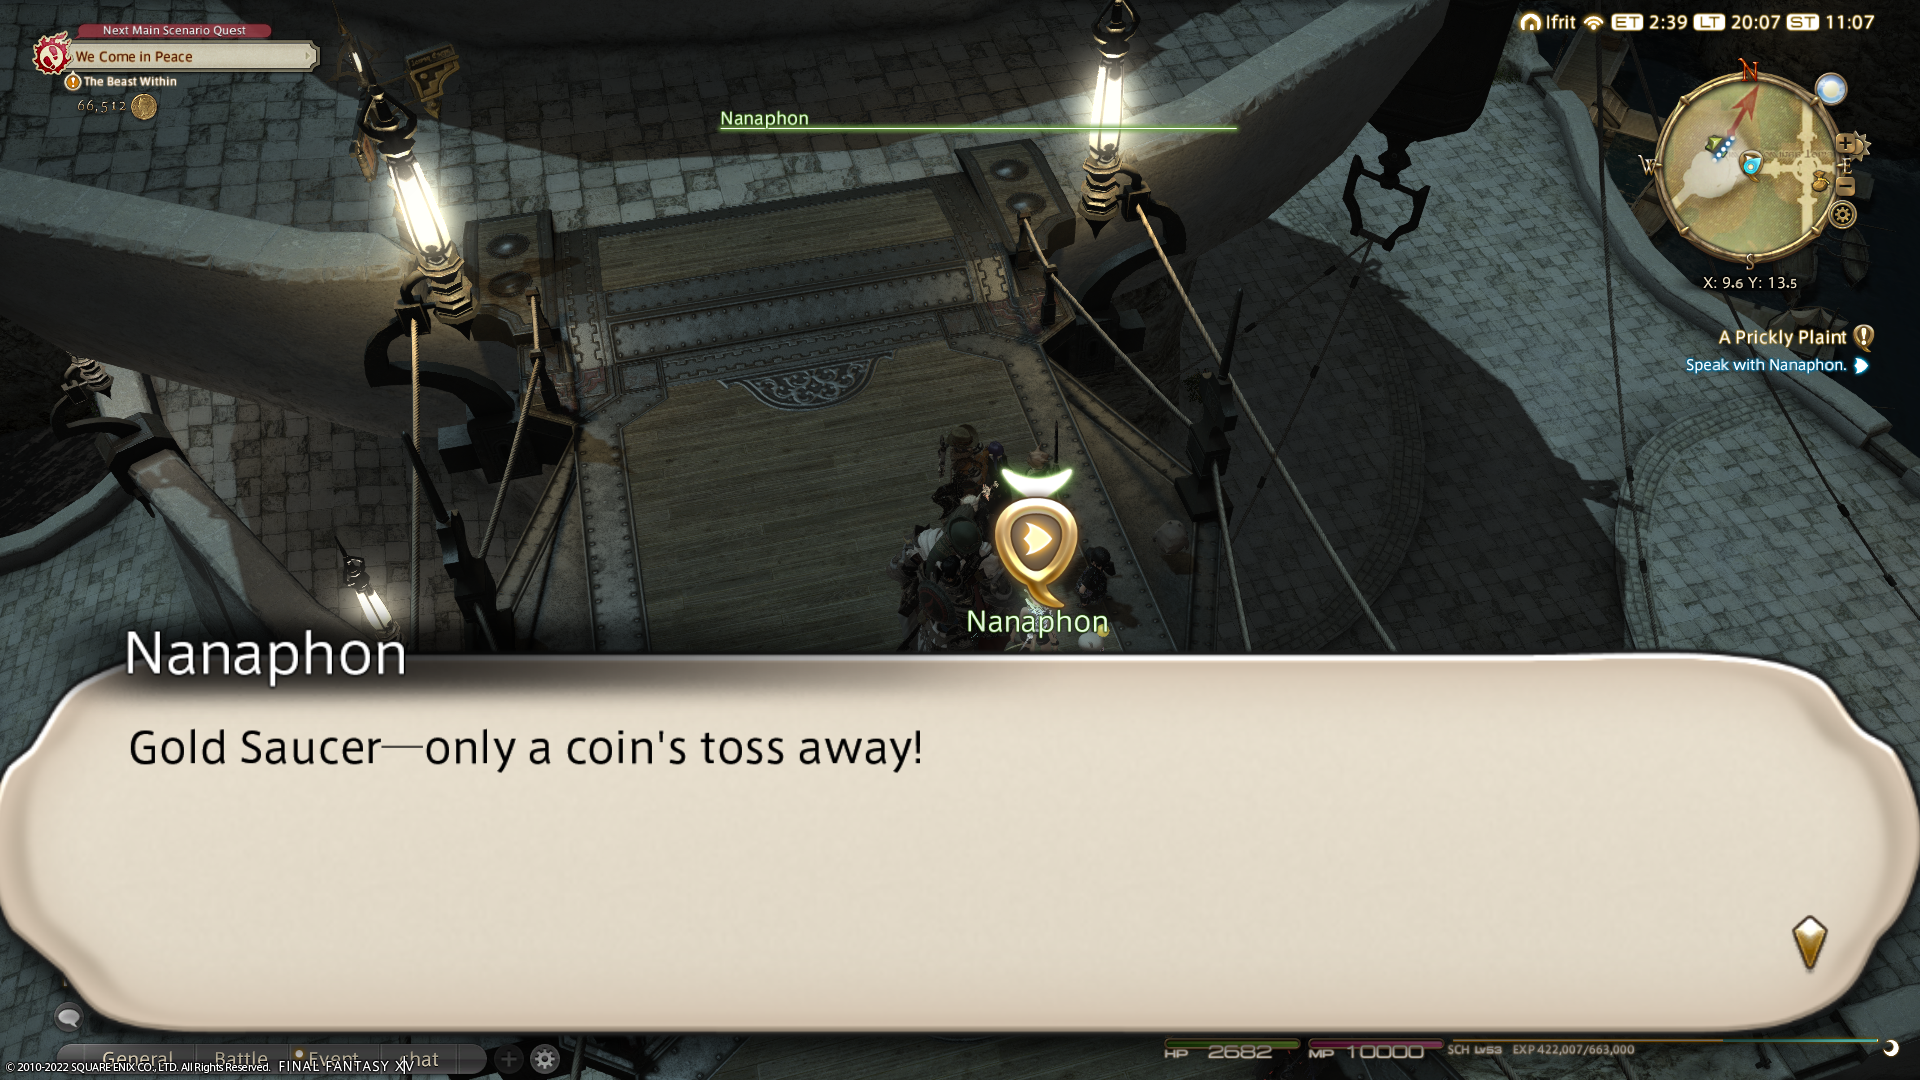 Next Main Scenario Quest
We Come in Peace
The Beast Within
66,512
Ifrit ET 2:39 LT 20:07 ST 11:07
Nanaphon
N
W
E
S
X: 9.6 Y: 13.5
A Prickly Plaint
Speak with Nanaphon.
Nanaphon
Nanaphon
Gold Saucer—only a coin's toss away!
General Battle Event
HP 2682 MP 10000 SCH Lv53 EXP 422,007/663,000
© 2010-2022 SQUARE ENIX CO., LTD. All Rights Reserved. FINAL FANTASY XIV